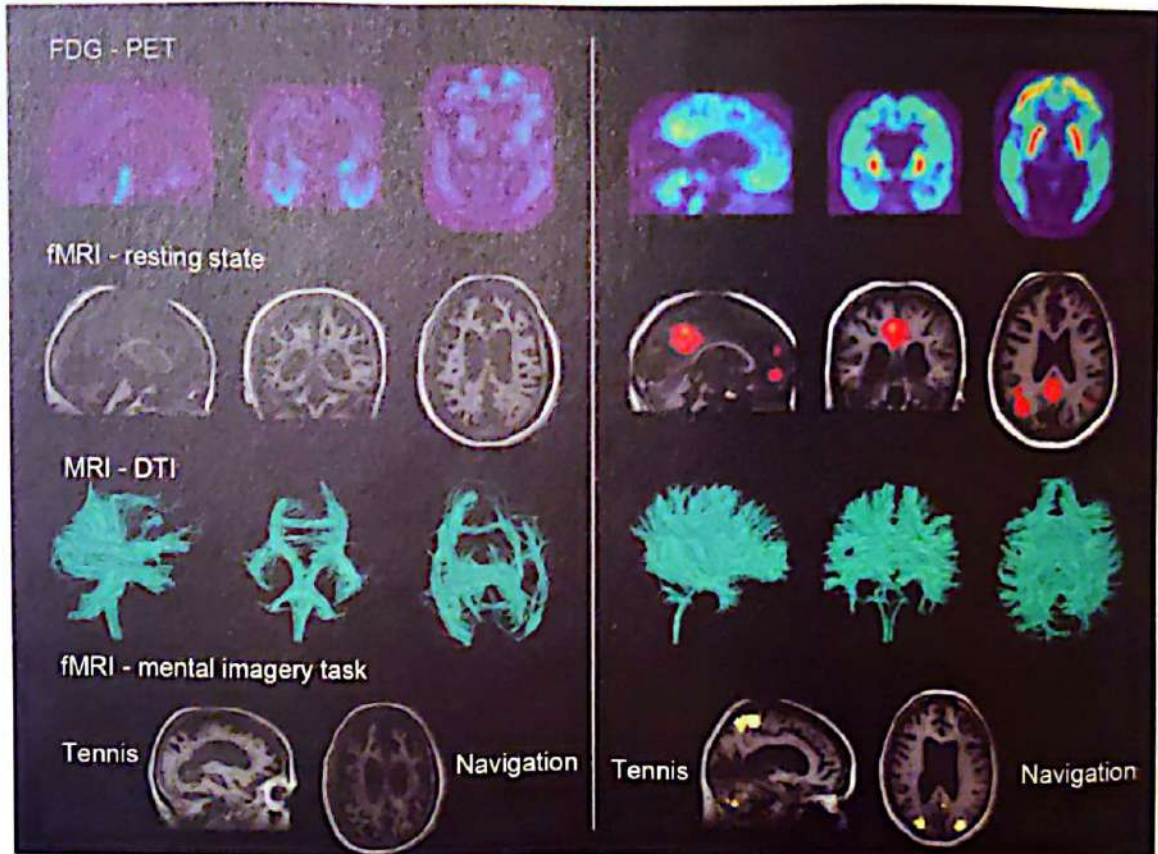 FDG - PET
fMRI - resting state
MRI - DTI
fMRI - mental imagery task
Tennis
Navigation
Tennis
Navigation